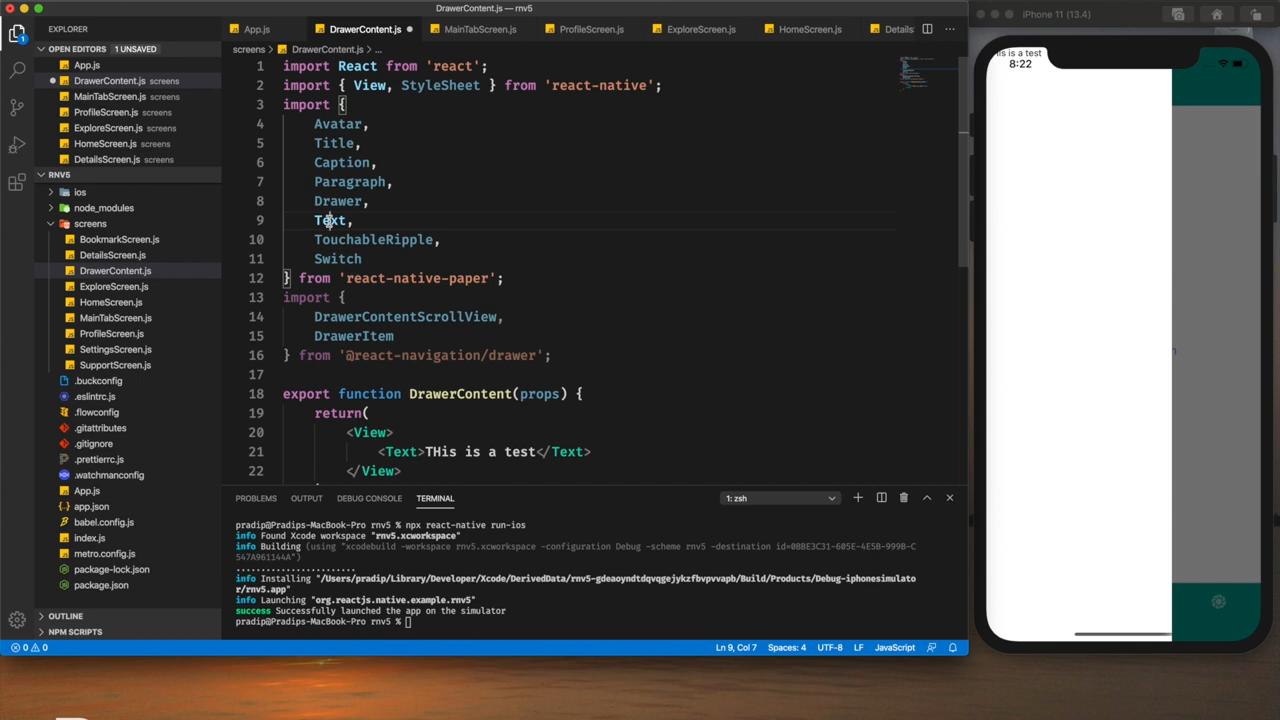 DrawerContent.js — rnv5
EXPLORER
OPEN EDITORS 1 UNSAVED
App.js
DrawerContent.js screens
MainTabScreen.js screens
ProfileScreen.js screens
ExploreScreen.js screens
HomeScreen.js screens
DetailsScreen.js screens
RNV5
ios
node_modules
screens
BookmarkScreen.js
DetailsScreen.js
DrawerContent.js
ExploreScreen.js
HomeScreen.js
MainTabScreen.js
ProfileScreen.js
SettingsScreen.js
SupportScreen.js
.buckconfig
.eslintrc.js
.flowconfig
.gitattributes
.gitignore
.prettierrc.js
.watchmanconfig
App.js
app.json
babel.config.js
index.js
metro.config.js
package-lock.json
package.json
OUTLINE
NPM SCRIPTS
App.js DrawerContent.js MainTabScreen.js ProfileScreen.js ExploreScreen.js HomeScreen.js Details
screens > DrawerContent.js > ...
1 import React from 'react';
2 import { View, StyleSheet } from 'react-native';
3 import {
4 Avatar,
5 Title,
6 Caption,
7 Paragraph,
8 Drawer,
9 Text,
10 TouchableRipple,
11 Switch
12 } from 'react-native-paper';
13 import {
14 DrawerContentScrollView,
15 DrawerItem
16 } from '@react-navigation/drawer';
17
18 export function DrawerContent(props) {
19 return(
20 <View>
21 <Text>THis is a test</Text>
22 </View>
PROBLEMS OUTPUT DEBUG CONSOLE TERMINAL 1: zsh
pradip@Pradips-MacBook-Pro rnv5 % npx react-native run-ios
info Found Xcode workspace "rnv5.xcworkspace"
info Building (using "xcodebuild -workspace rnv5.xcworkspace -configuration Debug -scheme rnv5 -destination id=0BBE3C31-605E-4E5B-999B-C
547A961144A")
.......................
info Installing "/Users/pradip/Library/Developer/Xcode/DerivedData/rnv5-gdeaoyndtdqvqgejykzfbvpvvapb/Build/Products/Debug-iphonesimulato
r/rnv5.app"
info Launching "org.reactjs.native.example.rnv5"
success Successfully launched the app on the simulator
pradip@Pradips-MacBook-Pro rnv5 %
0 0 Ln 9, Col 7 Spaces: 4 UTF-8 LF JavaScript
iPhone 11 (13.4)
his is a test
8:22